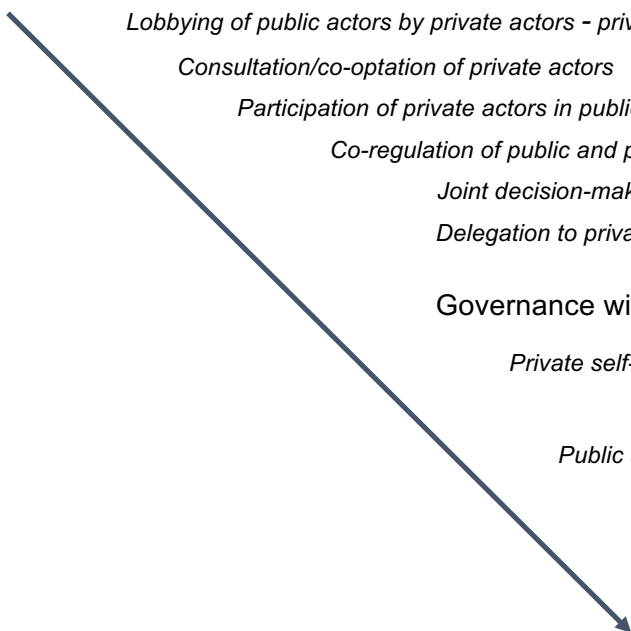 Lobbying of public actors by private actors - priv
Consultation/co-optation of private actors
Participation of private actors in public
Co-regulation of public and p
Joint decision-mak
Delegation to priva
Governance wi
Private self-
Public